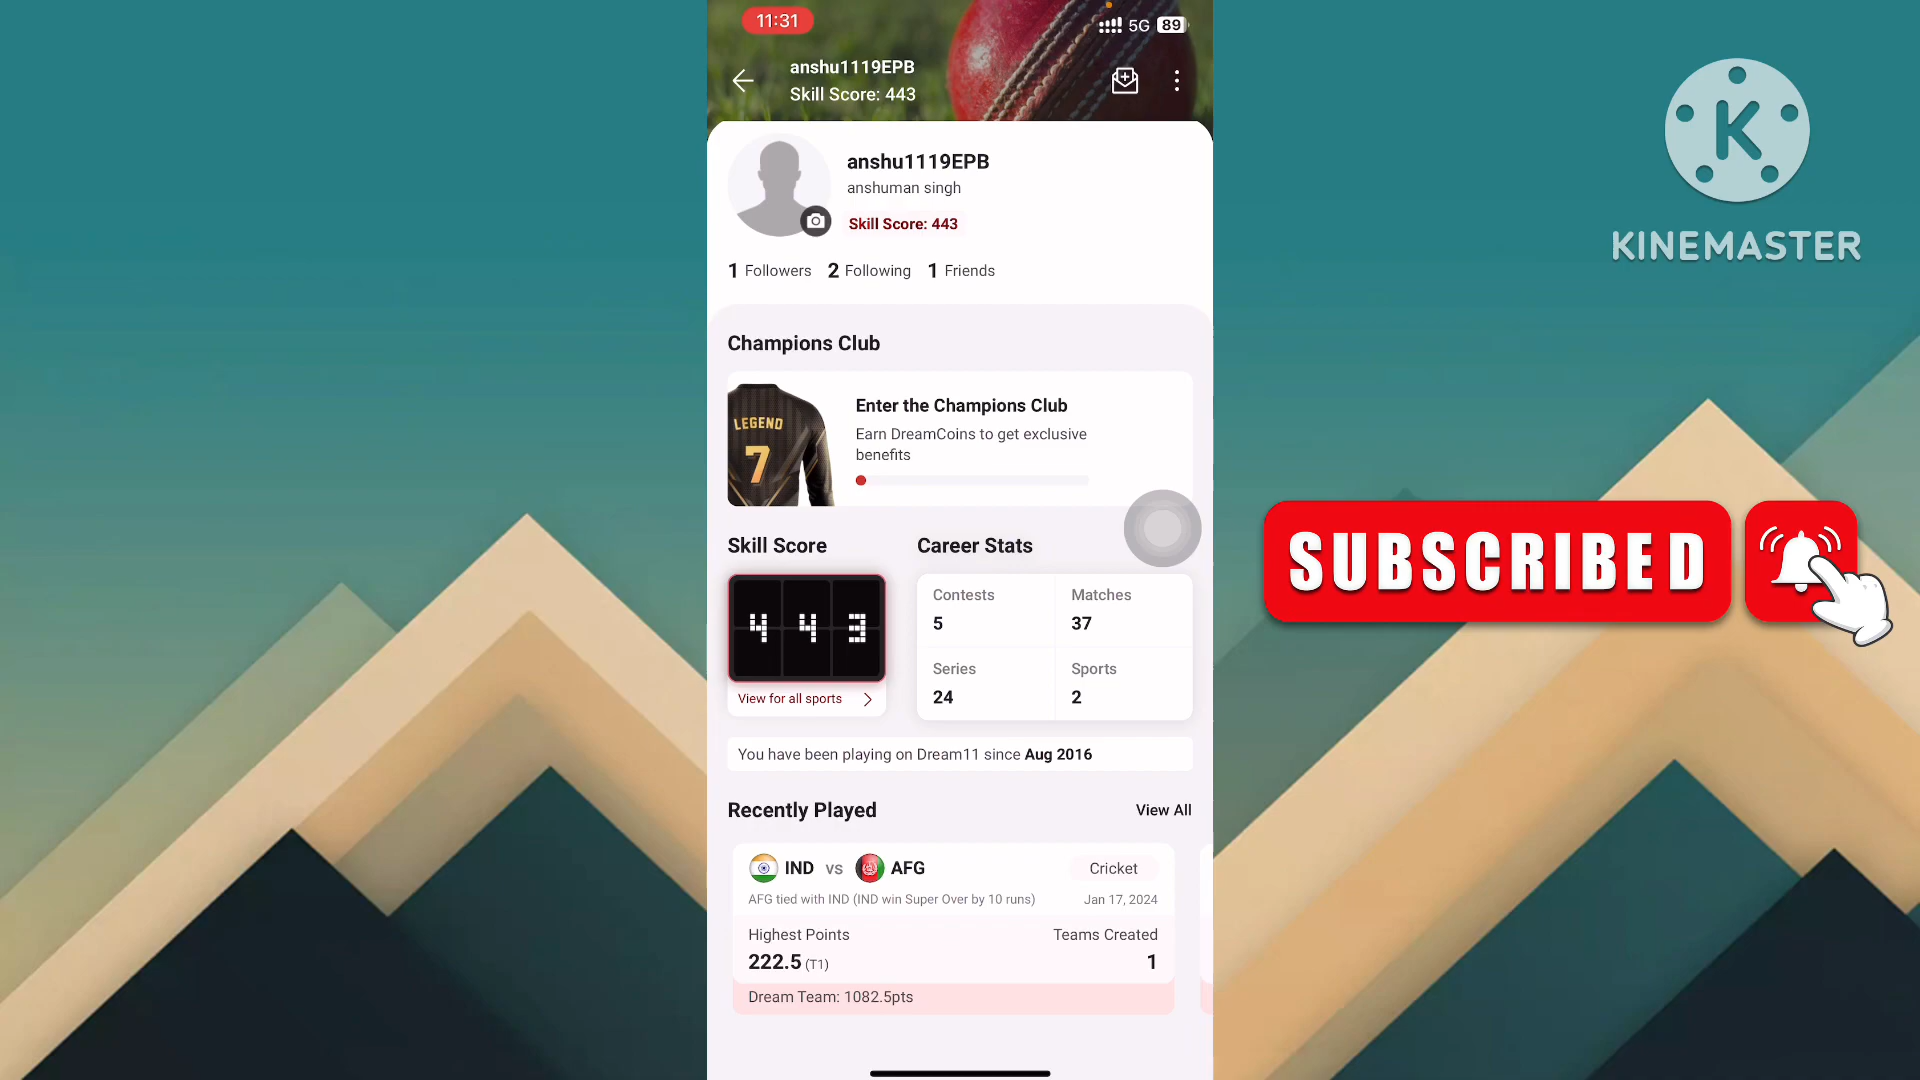 11:31
5G 89
anshu1119EPB
Skill Score: 443
anshu1119EPB
anshuman singh
Skill Score: 443
1 Followers 2 Following 1 Friends
Champions Club
LEGEND
7
Enter the Champions Club
Earn DreamCoins to get exclusive
benefits
Skill Score
Career Stats
443
View for all sports
Contests
5
Matches
37
Series
24
Sports
2
You have been playing on Dream11 since Aug 2016
Recently Played
View All
IND vs AFG
Cricket
AFG tied with IND (IND win Super Over by 10 runs)
Jan 17, 2024
Highest Points
Teams Created
222.5 (T1)
1
Dream Team: 1082.5pts
K
KINEMASTER
SUBSCRIBED